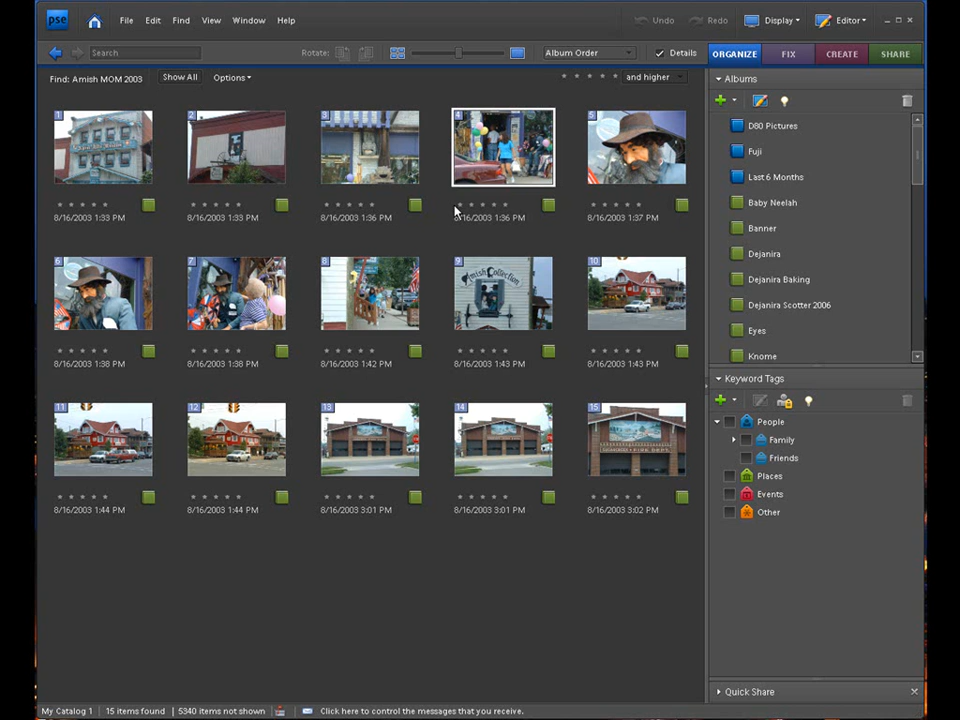 pse File Edit Find View Window Help Undo Redo Display Editor
Search Rotate: Album Order Details ORGANIZE FIX CREATE SHARE
Find: Amish MOM 2003 Show All Options and higher
Albums
D80 Pictures
Fuji
Last 6 Months
Baby Neelah
Banner
Dejanira
Dejanira Baking
Dejanira Scotter 2006
Eyes
Knome
Keyword Tags
People
Family
Friends
Places
Events
Other
Quick Share
1 2 3 4 5
8/16/2003 1:33 PM 8/16/2003 1:33 PM 8/16/2003 1:36 PM 8/16/2003 1:36 PM 8/16/2003 1:37 PM
6 7 8 9 10
Amish Collection
8/16/2003 1:38 PM 8/16/2003 1:38 PM 8/16/2003 1:42 PM 8/16/2003 1:43 PM 8/16/2003 1:43 PM
11 12 13 14 15
8/16/2003 1:44 PM 8/16/2003 1:44 PM 8/16/2003 3:01 PM 8/16/2003 3:01 PM 8/16/2003 3:02 PM
My Catalog 1 15 items found 5340 items not shown Click here to control the messages that you receive.